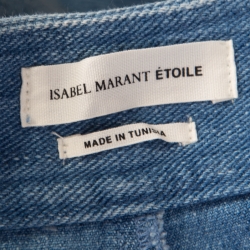 ISABEL MARANT ÉTOILE
MADE IN TUNISIA